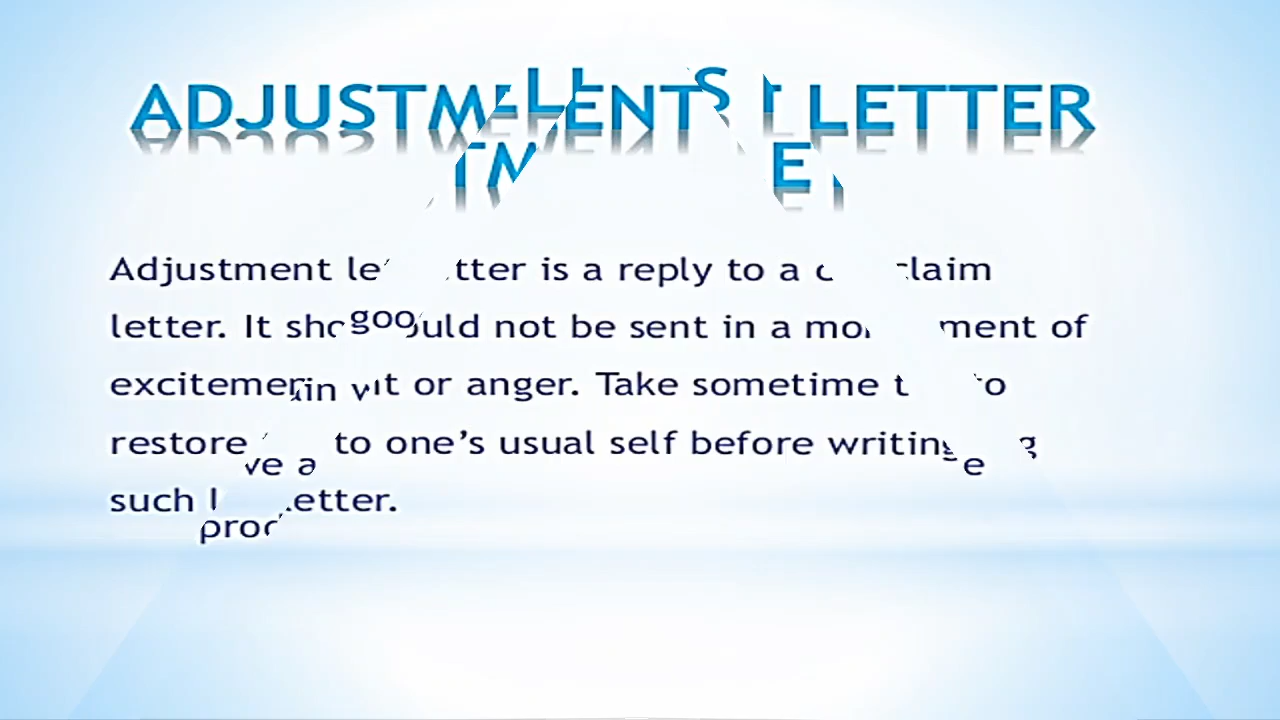 ADJUSTMENT LETTER
Adjustment letter is a reply to a claim
letter. It should not be sent in a moment of
excitement or anger. Take sometime to
restore to one's usual self before writing
such letter.